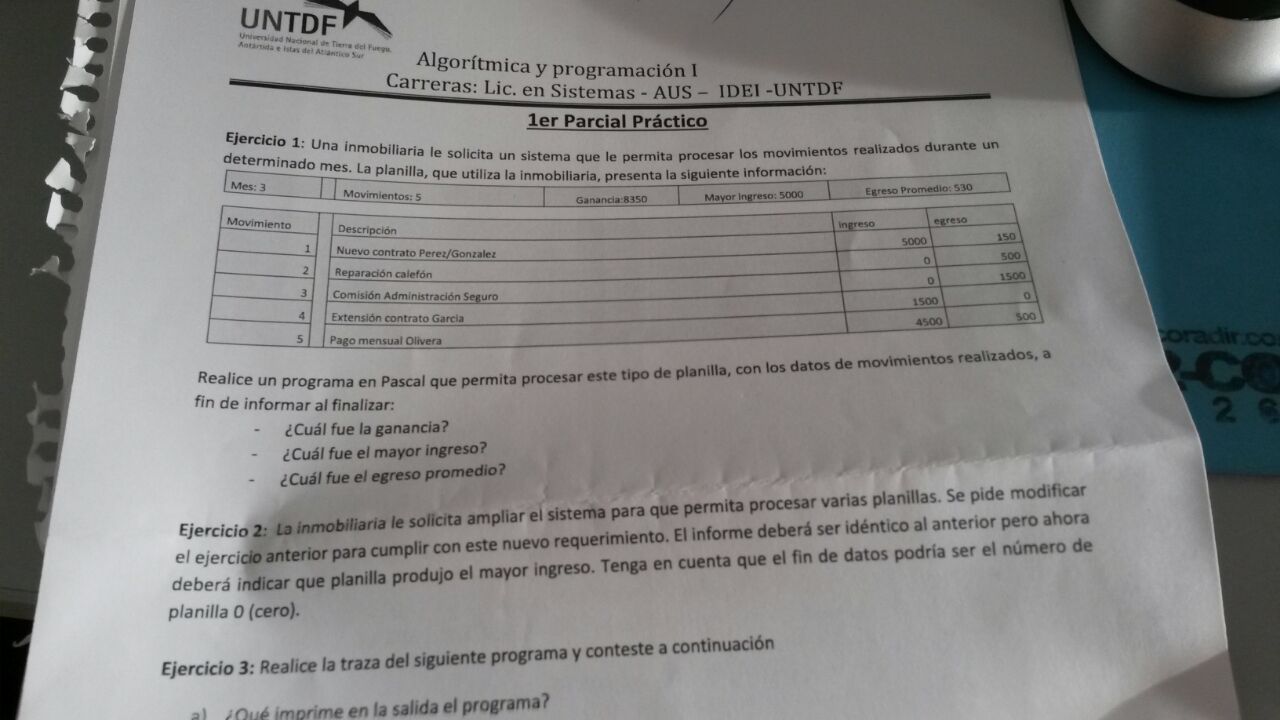 UNTDF
Universidad Nacional de Tierra del Fuego,
Antártida e Islas del Atlántico Sur
Algorítmica y programación I
Carreras: Lic. en Sistemas - AUS – IDEI -UNTDF
1er Parcial Práctico
Ejercicio 1: Una inmobiliaria le solicita un sistema que le permita procesar los movimientos realizados durante un
determinado mes. La planilla, que utiliza la inmobiliaria, presenta la siguiente información:
Mes: 3 Movimientos: 5 Ganancia:8350 Mayor Ingreso: 5000 Egreso Promedio: 530
Movimiento Descripción ingreso egreso
1 Nuevo contrato Perez/Gonzalez 5000 150
2 Reparación calefón 0 500
3 Comisión Administración Seguro 0 1500
4 Extensión contrato Garcia 1500 0
5 Pago mensual Olivera 4500 500
Realice un programa en Pascal que permita procesar este tipo de planilla, con los datos de movimientos realizados, a
fin de informar al finalizar:
- ¿Cuál fue la ganancia?
- ¿Cuál fue el mayor ingreso?
- ¿Cuál fue el egreso promedio?
Ejercicio 2: La inmobiliaria le solicita ampliar el sistema para que permita procesar varias planillas. Se pide modificar
el ejercicio anterior para cumplir con este nuevo requerimiento. El informe deberá ser idéntico al anterior pero ahora
deberá indicar que planilla produjo el mayor ingreso. Tenga en cuenta que el fin de datos podría ser el número de
planilla 0 (cero).
Ejercicio 3: Realice la traza del siguiente programa y conteste a continuación
a) ¿Qué imprime en la salida el programa?
oradir.co